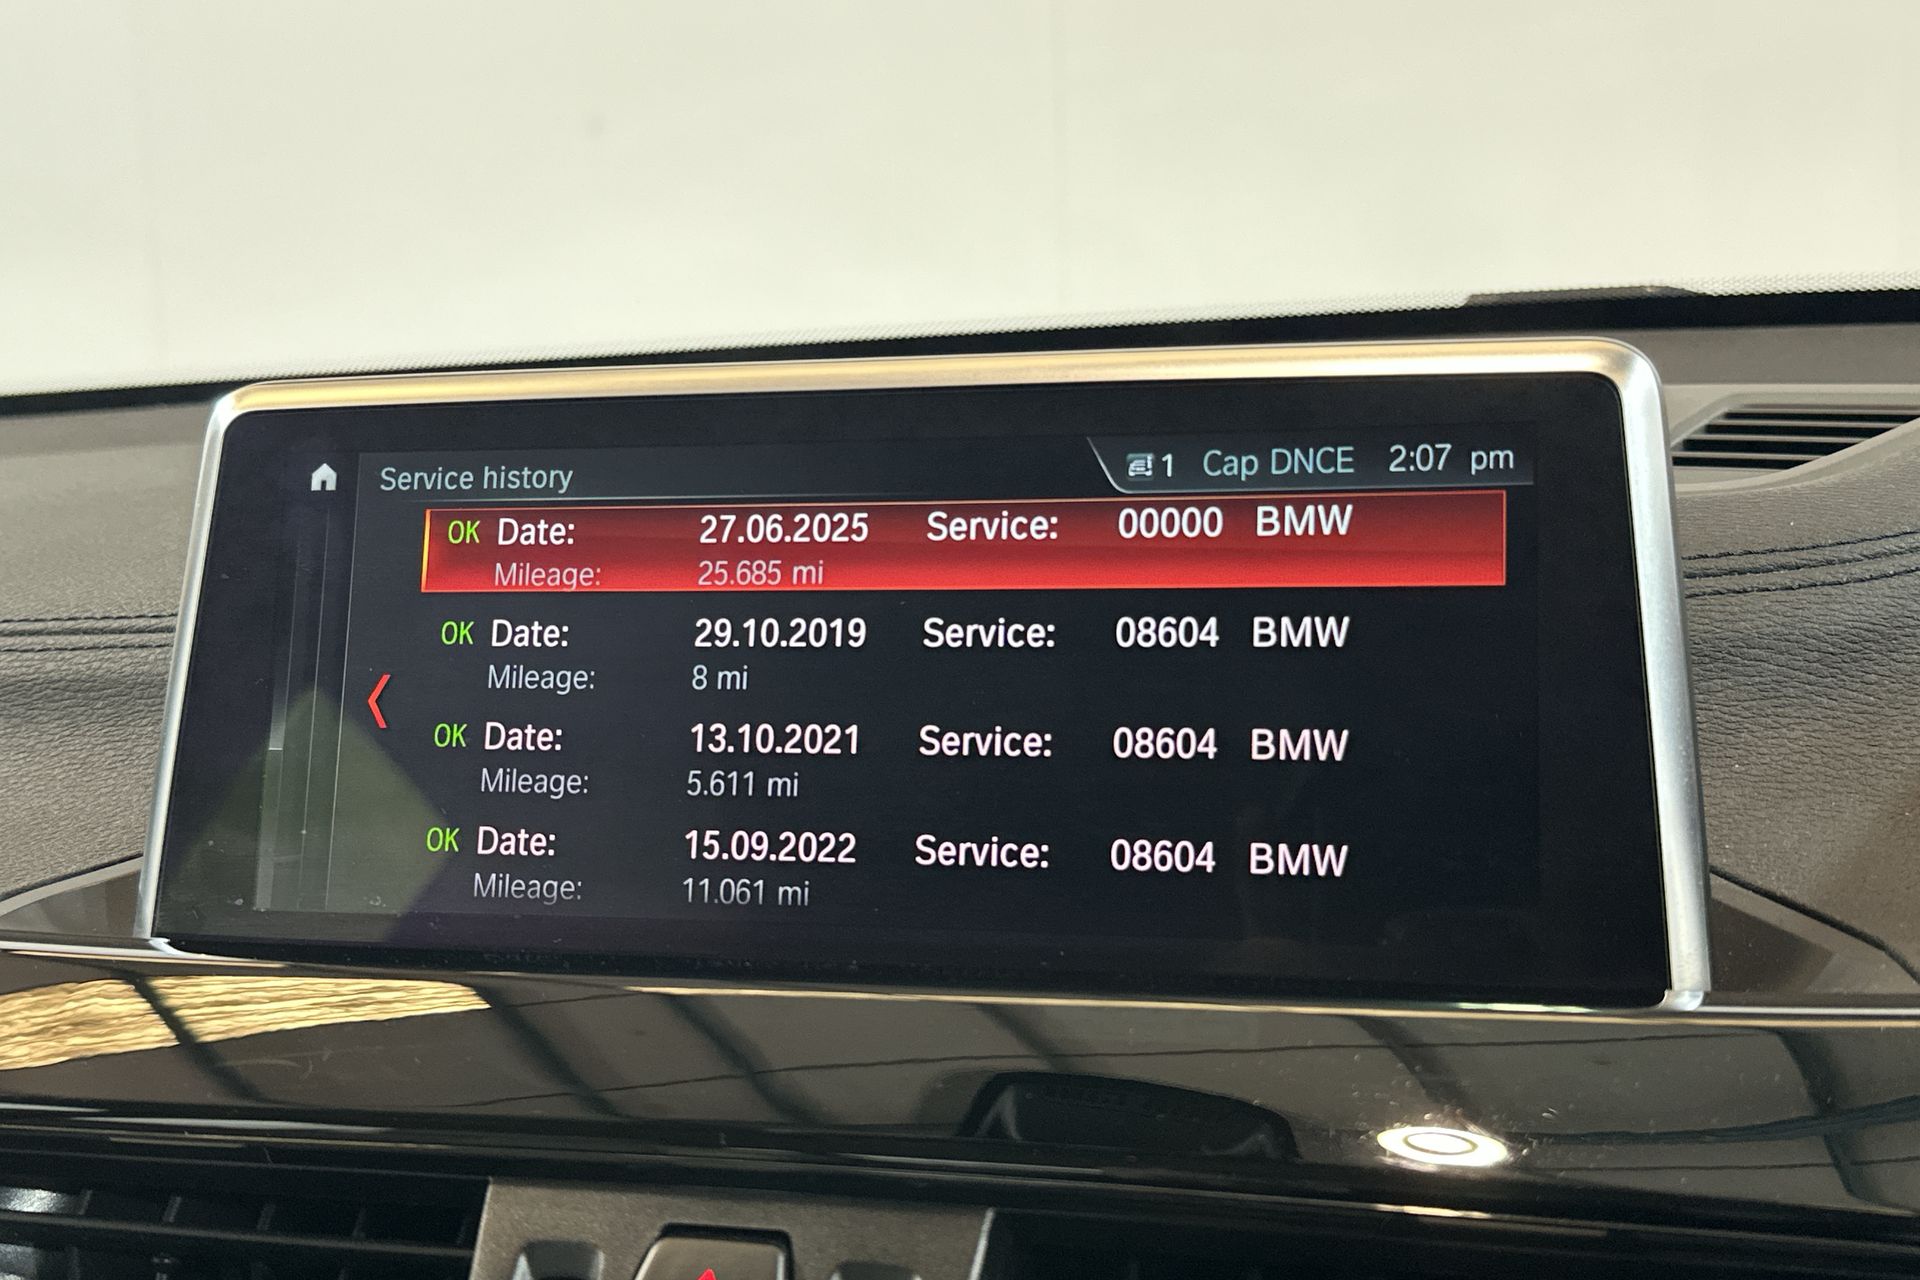 Service history
1 Cap DNCE 2:07 pm
OK Date: 27.06.2025 Service: 00000 BMW
Mileage: 25.685 mi
OK Date: 29.10.2019 Service: 08604 BMW
Mileage: 8 mi
OK Date: 13.10.2021 Service: 08604 BMW
Mileage: 5.611 mi
OK Date: 15.09.2022 Service: 08604 BMW
Mileage: 11.061 mi